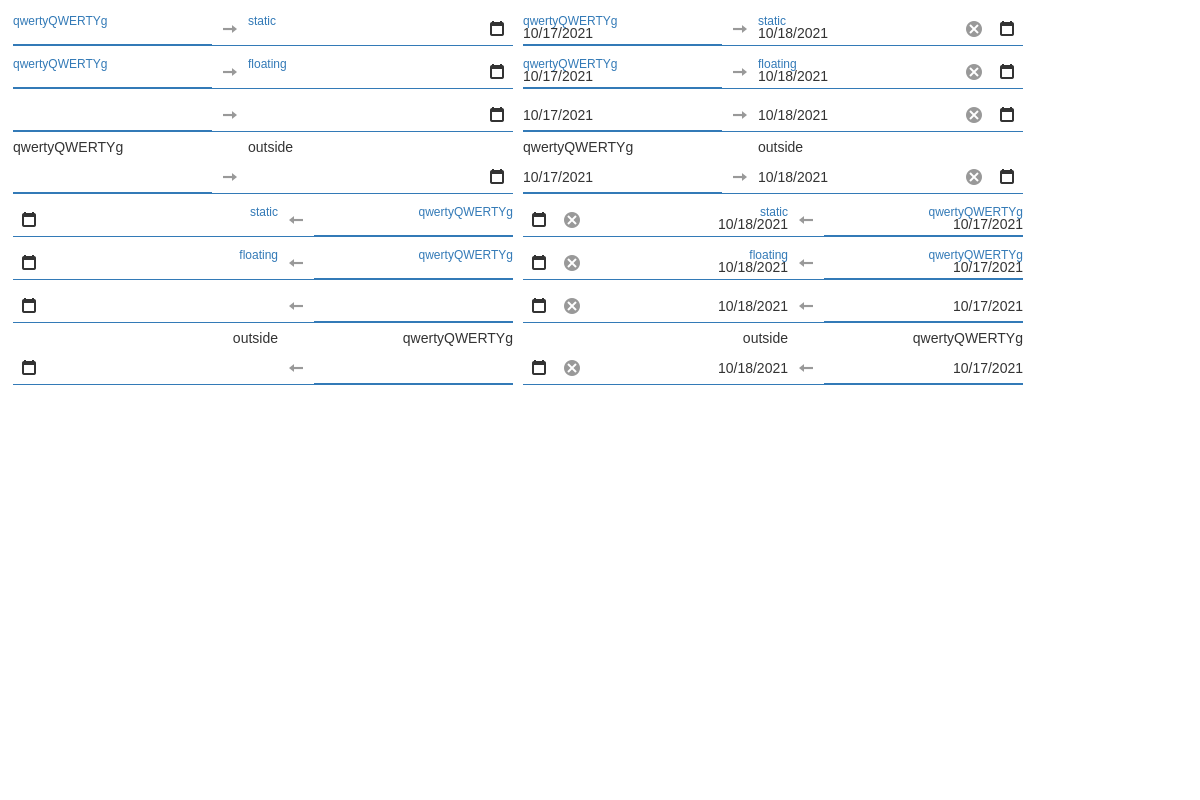 qwertyQWERTYg static qwertyQWERTYg static
10/17/2021 10/18/2021
qwertyQWERTYg floating qwertyQWERTYg floating
10/17/2021 10/18/2021
10/17/2021 10/18/2021
qwertyQWERTYg outside qwertyQWERTYg outside
10/17/2021 10/18/2021
static qwertyQWERTYg static qwertyQWERTYg
10/18/2021 10/17/2021
floating qwertyQWERTYg floating qwertyQWERTYg
10/18/2021 10/17/2021
10/18/2021 10/17/2021
outside qwertyQWERTYg outside qwertyQWERTYg
10/18/2021 10/17/2021